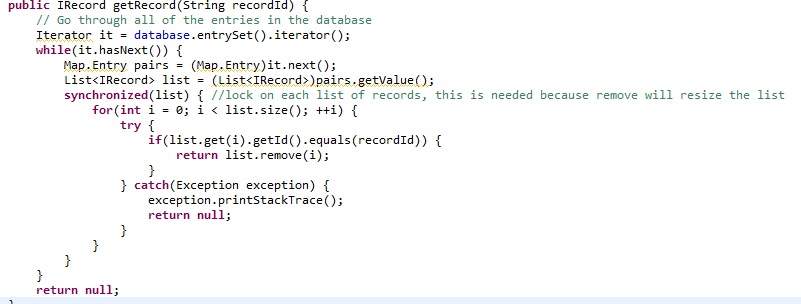 public IRecord getRecord(String recordId) {
    // Go through all of the entries in the database
    Iterator it = database.entrySet().iterator();
    while(it.hasNext()) {
        Map.Entry pairs = (Map.Entry)it.next();
        List<IRecord> list = (List<IRecord>)pairs.getValue();
        synchronized(list) { //lock on each list of records, this is needed because remove will resize the list
            for(int i = 0; i < list.size(); ++i) {
                try {
                    if(list.get(i).getId().equals(recordId)) {
                        return list.remove(i);
                    }
                } catch(Exception exception) {
                    exception.printStackTrace();
                    return null;
                }
            }
        }
    }
    return null;
}